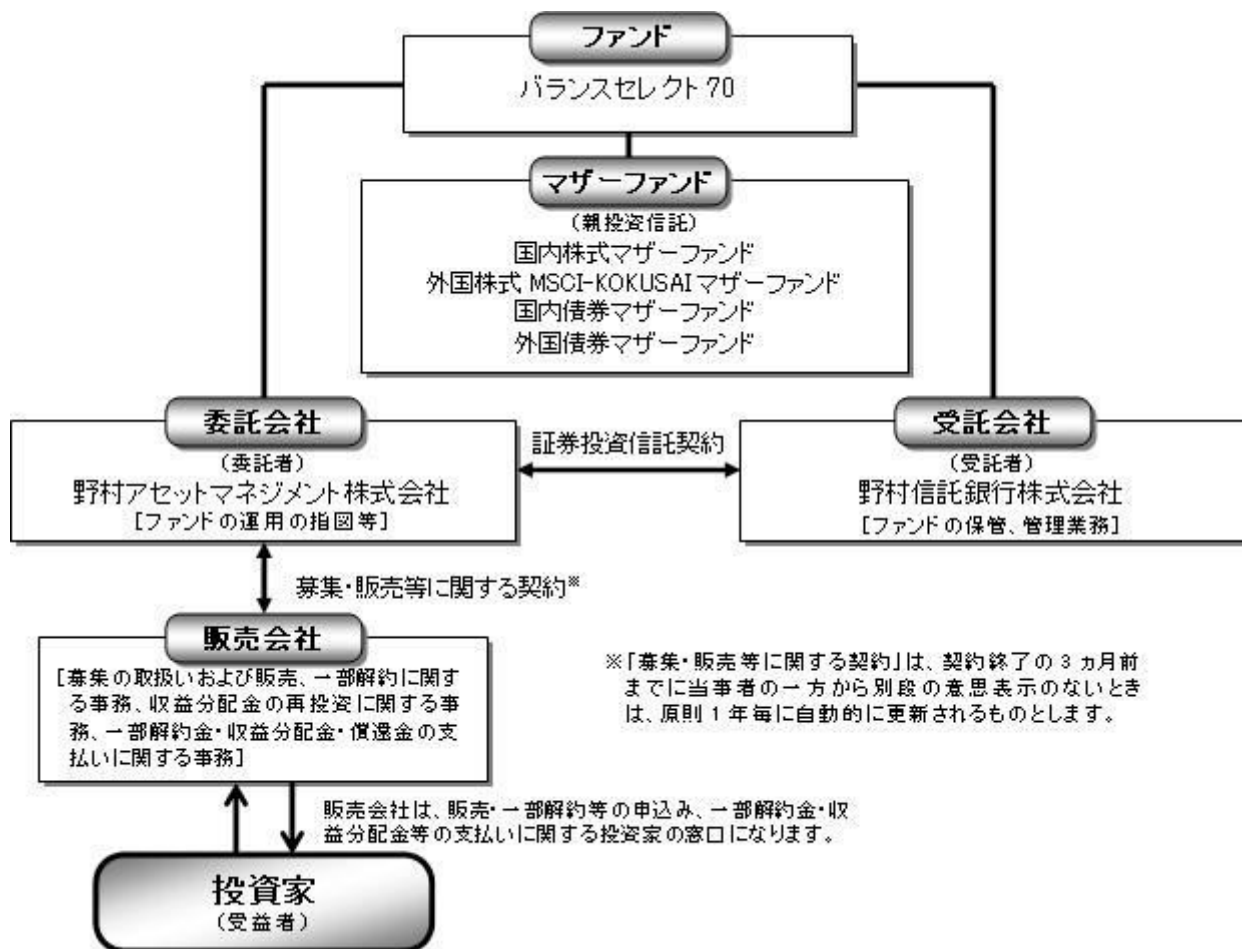 ファンド
バランスセレクト 70
マザーファンド
(親投資信託)
国内株式マザーファンド
外国株式 MSCI-KOKUSAI マザーファンド
国内債券マザーファンド
外国債券マザーファンド
委託会社
(委託者)
野村アセットマネジメント株式会社
[ファンドの運用の指図等]
証券投資信託契約
受託会社
(受託者)
野村信託銀行株式会社
[ファンドの保管、管理業務]
募集・販売等に関する契約※
販売会社
[募集の取扱いおよび販売、一部解約に関す
る事務、収益分配金の再投資に関する事
務、一部解約金・収益分配金・償還金の支
払いに関する事務]
※「募集・販売等に関する契約」は、契約終了の 3 ヵ月前
までに当事者の一方から別段の意思表示のないとき
は、原則 1 年毎に自動的に更新されるものとします。
販売会社は、販売・一部解約等の申込み、一部解約金・収
益分配金等の支払いに関する投資家の窓口になります。
投資家
(受益者)